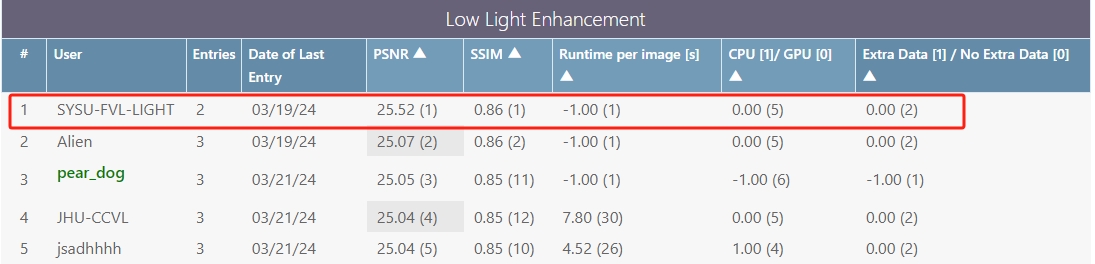 Low Light Enhancement
# User Entries Date of Last Entry PSNR ▲ SSIM ▲ Runtime per image [s] ▲ CPU [1]/ GPU [0] ▲ Extra Data [1] / No Extra Data [0] ▲
1 SYSU-FVL-LIGHT 2 03/19/24 25.52 (1) 0.86 (1) -1.00 (1) 0.00 (5) 0.00 (2)
2 Alien 3 03/19/24 25.07 (2) 0.86 (2) -1.00 (1) 0.00 (5) 0.00 (2)
3 pear_dog 3 03/21/24 25.05 (3) 0.85 (11) -1.00 (1) -1.00 (6) -1.00 (1)
4 JHU-CCVL 3 03/21/24 25.04 (4) 0.85 (12) 7.80 (30) 0.00 (5) 0.00 (2)
5 jsadhhhh 3 03/21/24 25.04 (5) 0.85 (10) 4.52 (26) 1.00 (4) 0.00 (2)